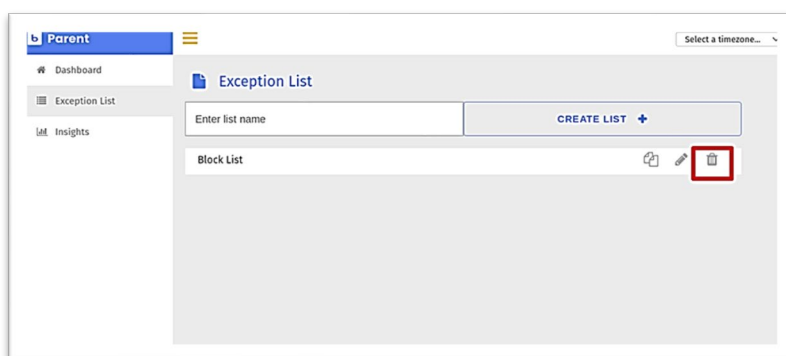 b Parent
Select a timezone...
Dashboard
Exception List
Insights
Exception List
Enter list name
CREATE LIST +
Block List